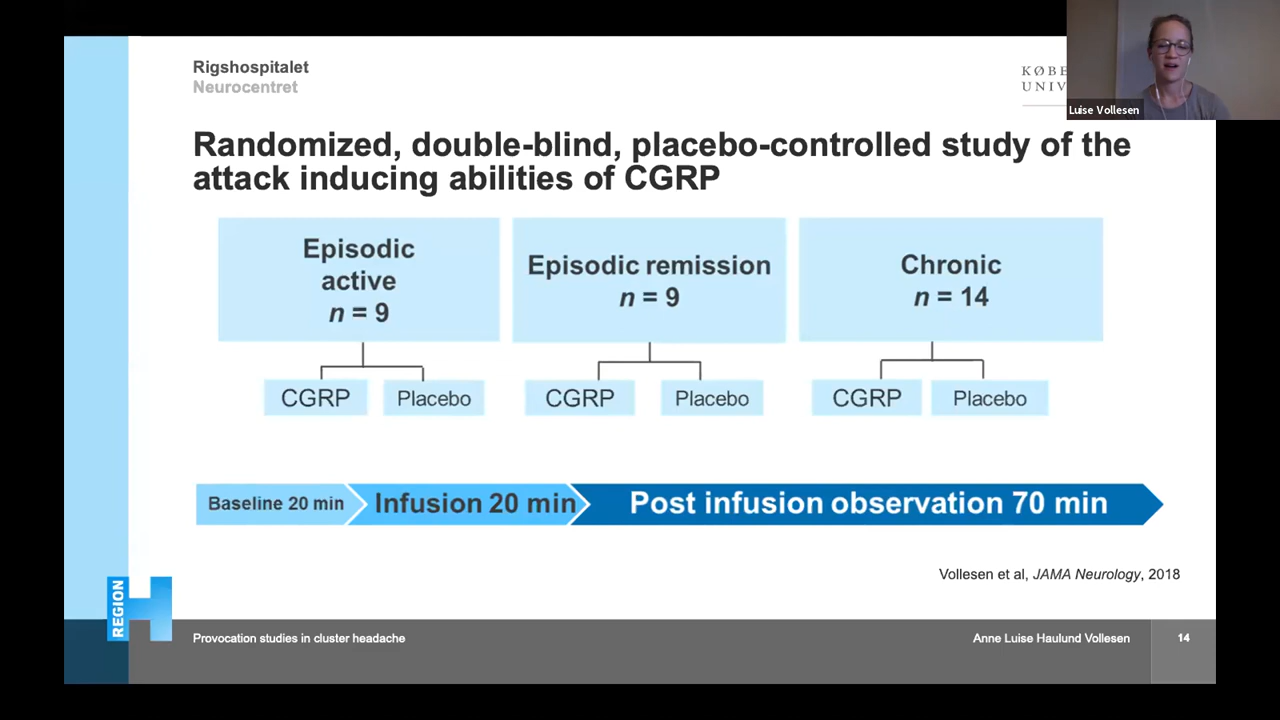 Rigshospitalet
Neurocentret
KØBE
UNIV
Luise Vollesen
Randomized, double-blind, placebo-controlled study of the
attack inducing abilities of CGRP
Episodic
active
n = 9
Episodic remission
n = 9
Chronic
n = 14
CGRP
Placebo
CGRP
Placebo
CGRP
Placebo
Baseline 20 min
Infusion 20 min
Post infusion observation 70 min
Vollesen et al, JAMA Neurology, 2018
REGION
Provocation studies in cluster headache
Anne Luise Haulund Vollesen
14